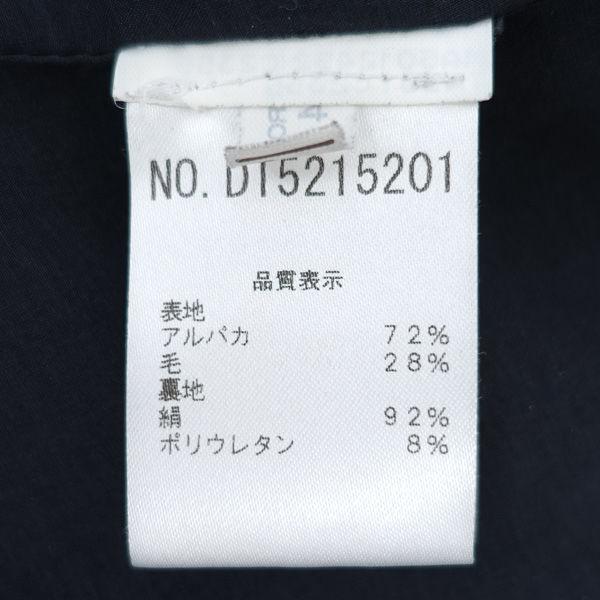 NO. D15215201
品質表示
表地
アルパカ 72%
毛 28%
裏地
絹 92%
ポリウレタン 8%